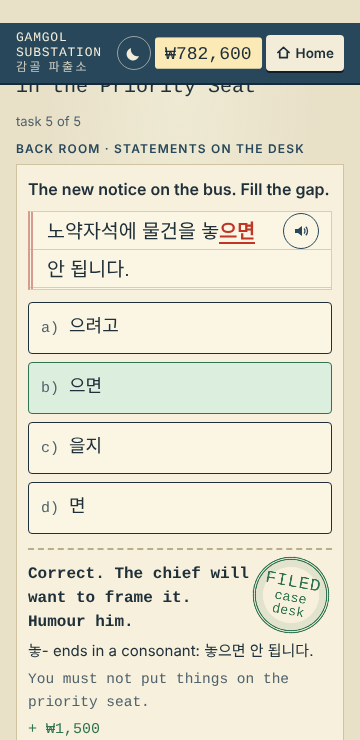 GAMGOL
SUBSTATION
감골 파출소
₩782,600
Home
in the Priority Seat
task 5 of 5
BACK ROOM · STATEMENTS ON THE DESK
The new notice on the bus. Fill the gap.
노약자석에 물건을 놓으면
안 됩니다.
a) 으려고
b) 으면
c) 을지
d) 면
Correct. The chief will
want to frame it.
Humour him.
FILED
case
desk
놓- ends in a consonant: 놓으면 안 됩니다.
You must not put things on the
priority seat.
+ ₩1,500